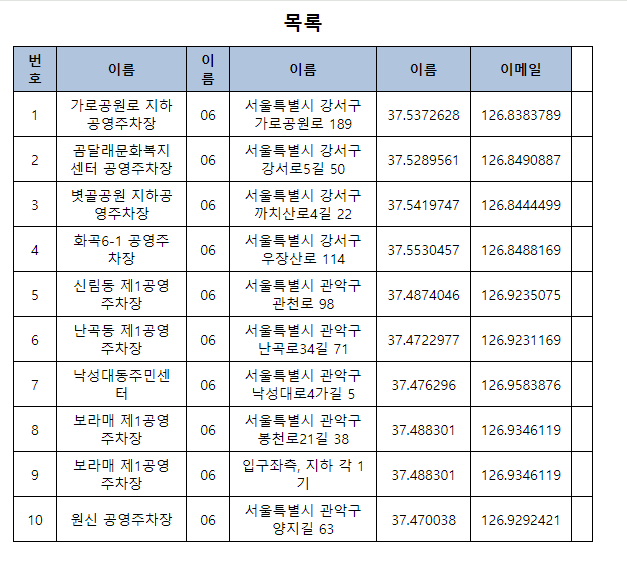 목록
번호 이름 이름 이름 이름 이메일
1 가로공원로 지하 공영주차장 06 서울특별시 강서구 가로공원로 189 37.5372628 126.8383789
2 곰달래문화복지센터 공영주차장 06 서울특별시 강서구 강서로5길 50 37.5289561 126.8490887
3 볏골공원 지하공영주차장 06 서울특별시 강서구 까치산로4길 22 37.5419747 126.8444499
4 화곡6-1 공영주차장 06 서울특별시 강서구 우장산로 114 37.5530457 126.8488169
5 신림동 제1공영주차장 06 서울특별시 관악구 관천로 98 37.4874046 126.9235075
6 난곡동 제1공영주차장 06 서울특별시 관악구 난곡로34길 71 37.4722977 126.9231169
7 낙성대동주민센터 06 서울특별시 관악구 낙성대로4가길 5 37.476296 126.9583876
8 보라매 제1공영주차장 06 서울특별시 관악구 봉천로21길 38 37.488301 126.9346119
9 보라매 제1공영주차장 06 입구좌측, 지하 각 1기 37.488301 126.9346119
10 원신 공영주차장 06 서울특별시 관악구 양지길 63 37.470038 126.9292421